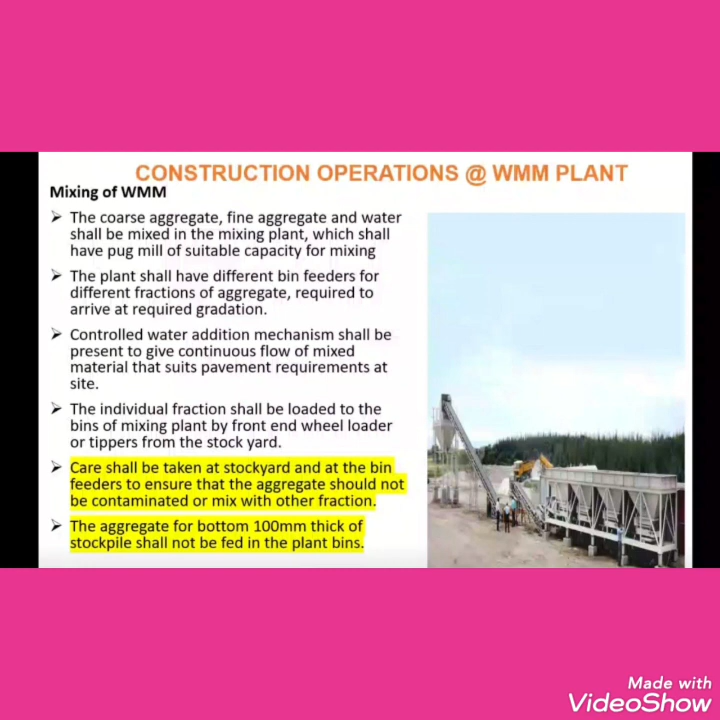 CONSTRUCTION OPERATIONS @ WMM PLANT
Mixing of WMM
➢ The coarse aggregate, fine aggregate and water
shall be mixed in the mixing plant, which shall
have pug mill of suitable capacity for mixing
➢ The plant shall have different bin feeders for
different fractions of aggregate, required to
arrive at required gradation.
➢ Controlled water addition mechanism shall be
present to give continuous flow of mixed
material that suits pavement requirements at
site.
➢ The individual fraction shall be loaded to the
bins of mixing plant by front end wheel loader
or tippers from the stock yard.
➢ Care shall be taken at stockyard and at the bin
feeders to ensure that the aggregate should not
be contaminated or mix with other fraction.
➢ The aggregate for bottom 100mm thick of
stockpile shall not be fed in the plant bins.
Made with
VideoShow